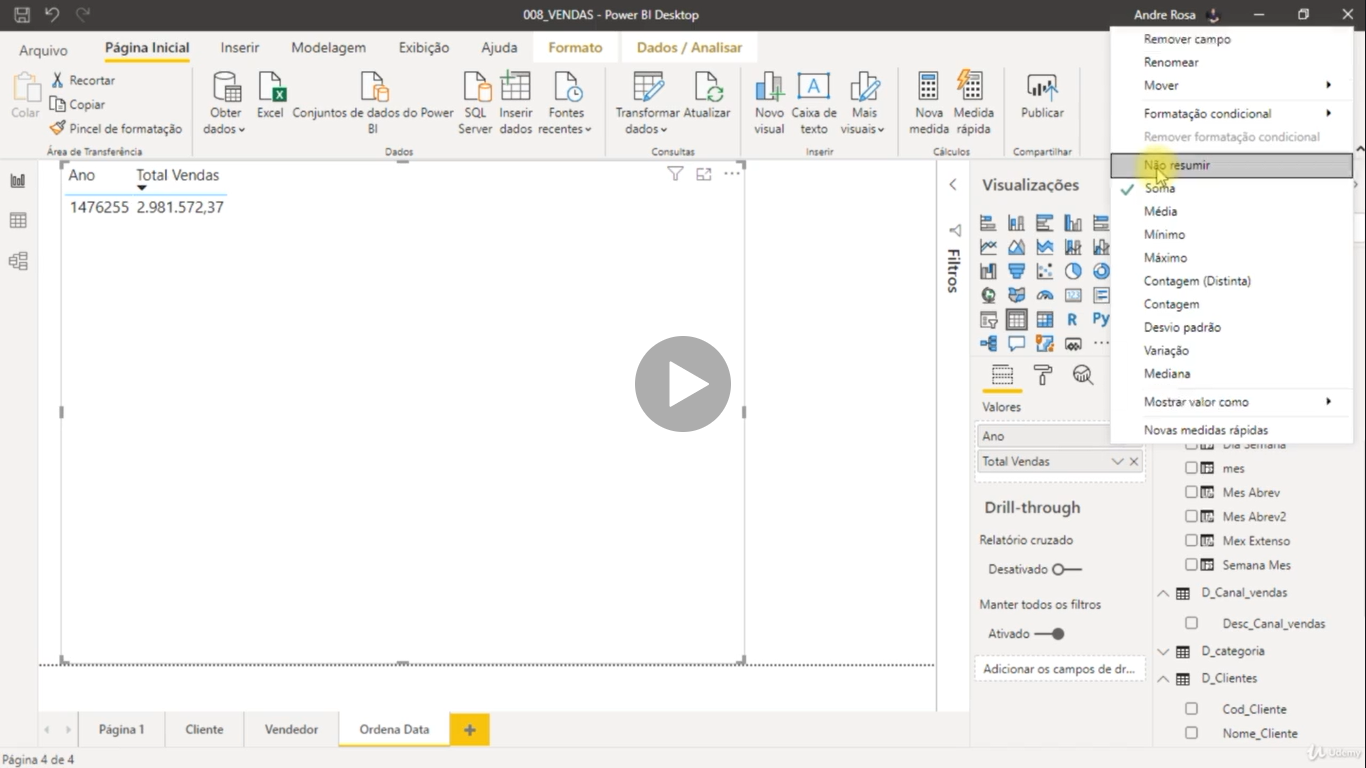 008_VENDAS - Power BI Desktop
Andre Rosa
Arquivo
Página Inicial
Inserir
Modelagem
Exibição
Ajuda
Formato
Dados / Analisar
Colar
Recortar
Copiar
Pincel de formatação
Área de Transferência
Obter dados
Excel
Conjuntos de dados do Power BI
SQL Server
Inserir dados
Fontes recentes
Dados
Transformar dados
Atualizar
Consultas
Novo visual
Caixa de texto
Mais visuais
Inserir
Nova medida
Medida rápida
Cálculos
Publicar
Compartilhar
Remover campo
Renomear
Mover
Formatação condicional
Remover formatação condicional
Não resumir
Soma
Média
Mínimo
Máximo
Contagem (Distinta)
Contagem
Desvio padrão
Variação
Mediana
Mostrar valor como
Novas medidas rápidas
Ano Total Vendas
1476255 2.981.572,37
Filtros
Visualizações
R
Py
Valores
Ano
Total Vendas
Drill-through
Relatório cruzado
Desativado
Manter todos os filtros
Ativado
Adicionar os campos de dr...
Dia Semana
mes
Mes Abrev
Mes Abrev2
Mex Extenso
Semana Mes
D_Canal_vendas
Desc_Canal_vendas
D_categoria
D_Clientes
Cod_Cliente
Nome_Cliente
Página 1
Cliente
Vendedor
Ordena Data
Página 4 de 4
Udemy